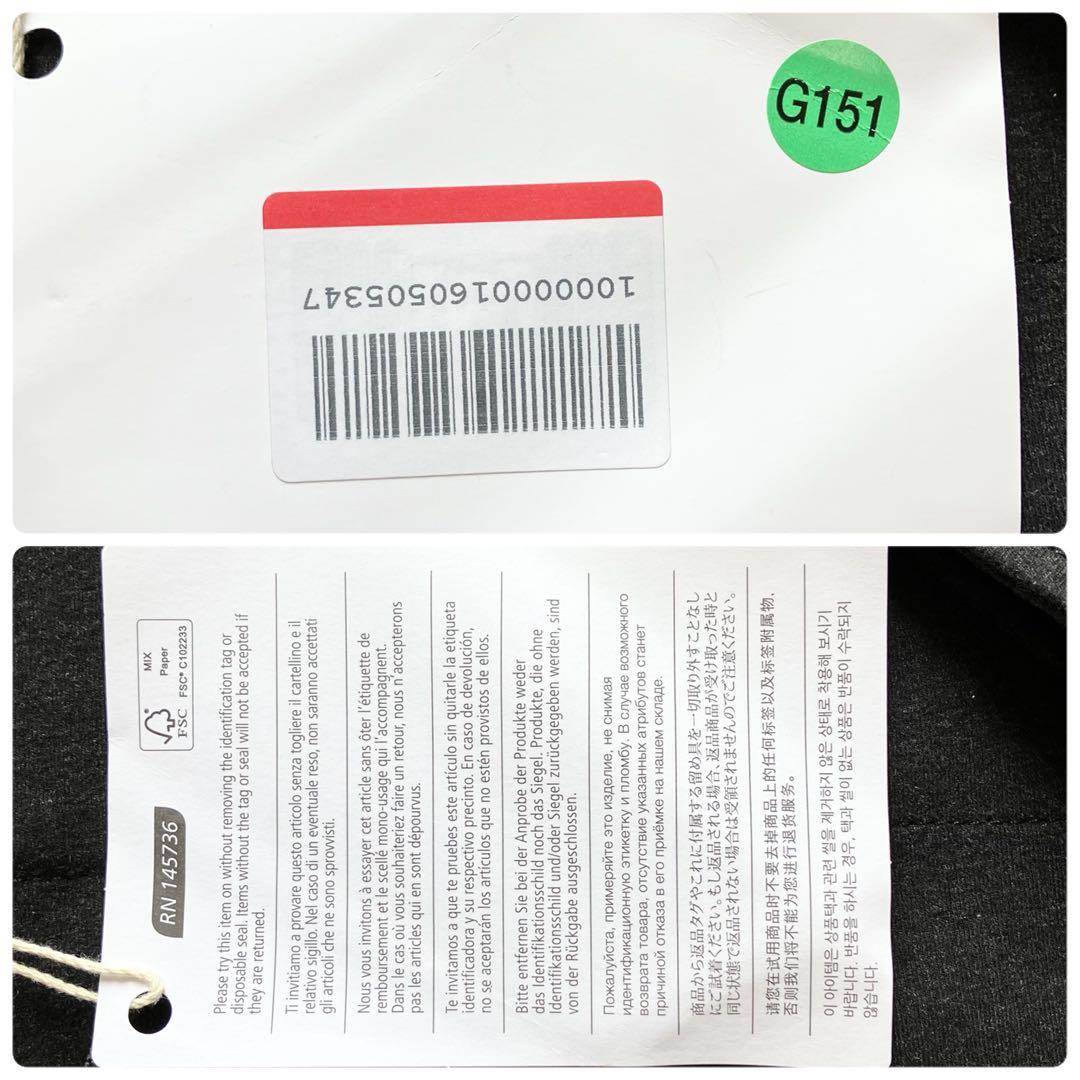 G151
1000000160505347
RN 145736
FSC
MIX
Paper
FSC® C102233
Please try this item on without removing the identification tag or
disposable seal. Items without the tag or seal will not be accepted if
they are returned.
Ti invitiamo a provare questo articolo senza togliere il cartellino e il
relativo sigillo. Nel caso di un eventuale reso, non saranno accettati
gli articoli che ne sono sprovvisti.
Nous vous invitons à essayer cet article sans ôter l'étiquette de
remboursement et le scellé mono-usage qui l'accompagnent.
Dans le cas où vous souhaiteriez faire un retour, nous n'accepterons
pas les articles qui en sont dépourvus.
Te invitamos a que te pruebes este artículo sin quitarle la etiqueta
identificadora y su respectivo precinto. En caso de devolución,
no se aceptarán los artículos que no estén provistos de ellos.
Bitte entfernen Sie bei der Anprobe der Produkte weder
das Identifikationsschild noch das Siegel. Produkte, die ohne
Identifikationsschild und/oder Siegel zurückgegeben werden, sind
von der Rückgabe ausgeschlossen.
Пожалуйста, примеряйте это изделие, не снимая
идентификационную этикетку и пломбу. В случае возможного
возврата товара, отсутствие указанных атрибутов станет
причиной отказа в его приёмке на нашем складе.
商品から返品タグやこれに付属する留め具を一切取り外すことなし
にご試着ください。もし返品される場合、返品商品が受け取った時と
同じ状態で返品されない場合は受領されませんのでご注意ください。
请您在试用商品时不要去掉商品上的任何标签以及标签附属物,
否则我们将不能为您进行退货服务。
이 아이템은 상품택과 관련 씰을 제거하지 않은 상태로 착용해 보시기
바랍니다. 반품을 하시는 경우, 택과 씰이 없는 상품은 반품이 수락되지
않습니다.